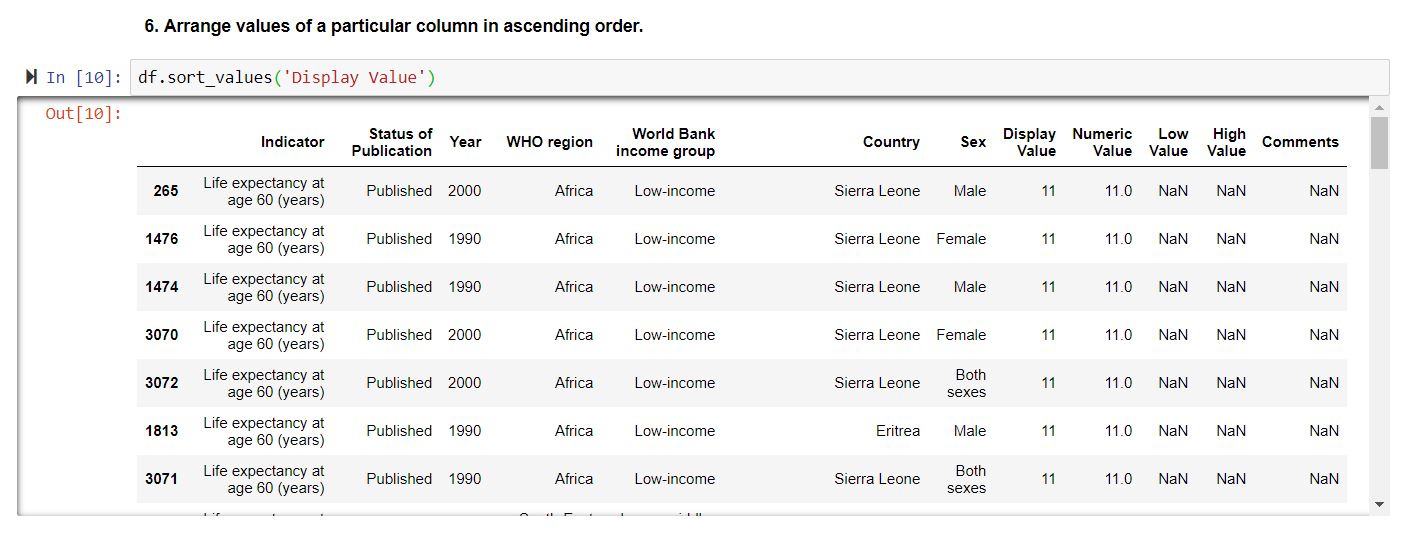 6. Arrange values of a particular column in ascending order.
In [10]: df.sort_values('Display Value')
Out[10]:
Indicator Status of Publication Year WHO region World Bank income group Country Sex Display Value Numeric Value Low Value High Value Comments
265 Life expectancy at age 60 (years) Published 2000 Africa Low-income Sierra Leone Male 11 11.0 NaN NaN NaN
1476 Life expectancy at age 60 (years) Published 1990 Africa Low-income Sierra Leone Female 11 11.0 NaN NaN NaN
1474 Life expectancy at age 60 (years) Published 1990 Africa Low-income Sierra Leone Male 11 11.0 NaN NaN NaN
3070 Life expectancy at age 60 (years) Published 2000 Africa Low-income Sierra Leone Female 11 11.0 NaN NaN NaN
3072 Life expectancy at age 60 (years) Published 2000 Africa Low-income Sierra Leone Both sexes 11 11.0 NaN NaN NaN
1813 Life expectancy at age 60 (years) Published 1990 Africa Low-income Eritrea Male 11 11.0 NaN NaN NaN
3071 Life expectancy at age 60 (years) Published 1990 Africa Low-income Sierra Leone Both sexes 11 11.0 NaN NaN NaN